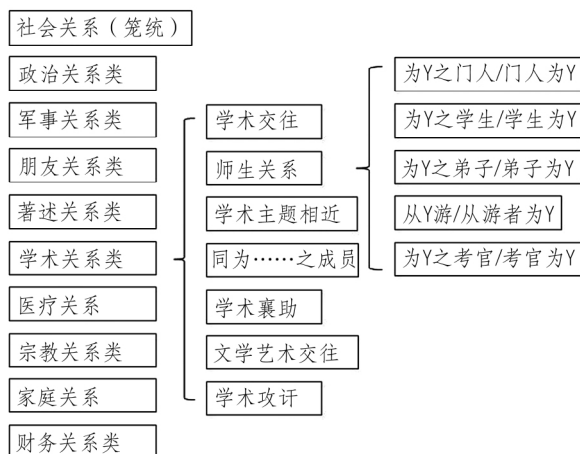 社会关系（笼统）
政治关系类
军事关系类
朋友关系类
著述关系类
学术关系类
医疗关系
宗教关系类
家庭关系
财务关系类
学术交往
师生关系
学术主题相近
同为……之成员
学术襄助
文学艺术交往
学术攻讦
为Y之门人/门人为Y
为Y之学生/学生为Y
为Y之弟子/弟子为Y
从Y游/从游者为Y
为Y之考官/考官为Y